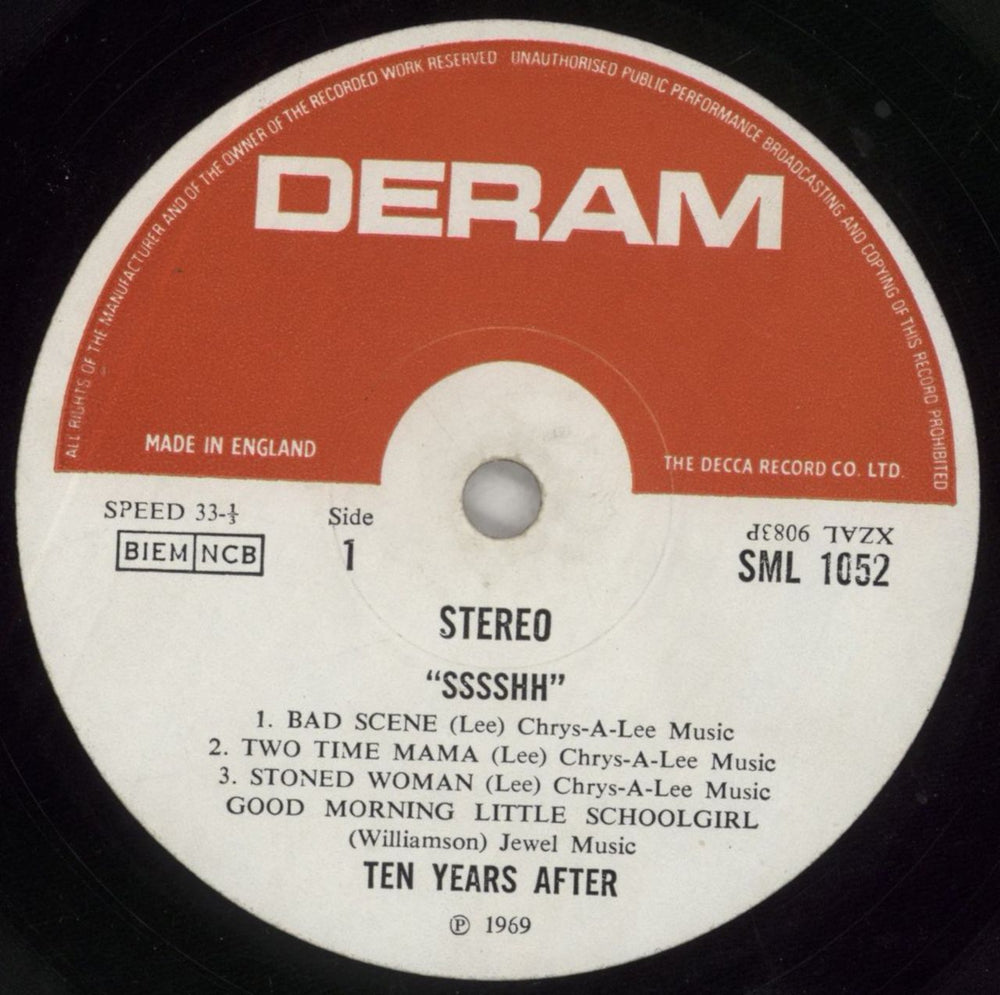 ALL RIGHTS OF THE MANUFACTURER AND OF THE OWNER OF THE RECORDED WORK RESERVED UNAUTHORISED PUBLIC PERFORMANCE BROADCASTING AND COPYING OF THIS RECORD PROHIBITED
DERAM
MADE IN ENGLAND
THE DECCA RECORD CO. LTD.
SPEED 33-⅓
BIEM NCB
Side
1
XZAL 9083P
SML 1052
STEREO
“SSSSHH”
1. BAD SCENE (Lee) Chrys-A-Lee Music
2. TWO TIME MAMA (Lee) Chrys-A-Lee Music
3. STONED WOMAN (Lee) Chrys-A-Lee Music
GOOD MORNING LITTLE SCHOOLGIRL
(Williamson) Jewel Music
TEN YEARS AFTER
℗ 1969